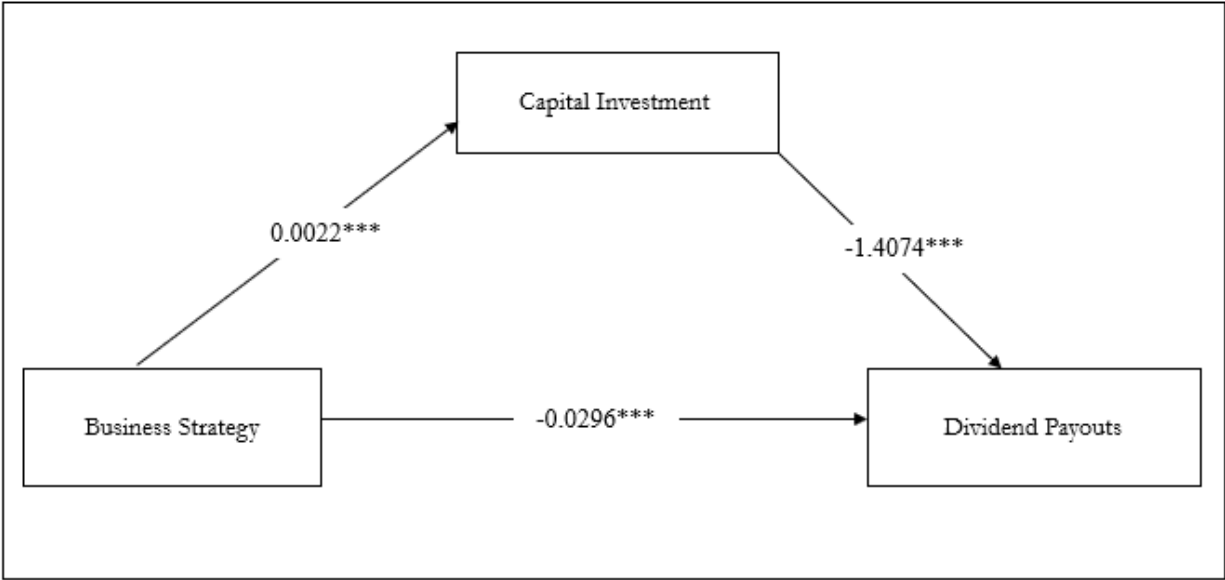 Capital Investment
0.0022***
-1.4074***
-0.0296***
Business Strategy
Dividend Payouts